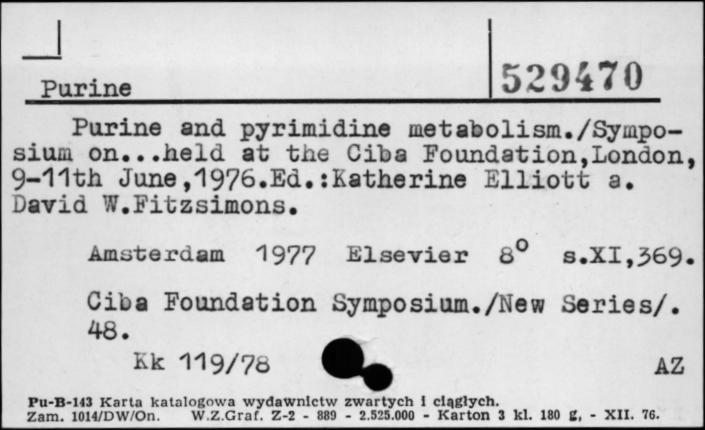 529470
Purine
Purine and pyrimidine metabolism./Sympo-
sium on...held at the Ciba Foundation,London,
9-11th June,1976.Ed.:Katherine Elliott a.
David W.Fitzsimons.
Amsterdam 1977 Elsevier 8° s.XI,369.
Ciba Foundation Symposium./New Series/.
48.
Kk 119/78 AZ
Pu-B-143 Karta katalogowa wydawnictw zwartych i ciągłych.
Zam. 1014/DW/On. W.Z.Graf. Z-2 - 889 - 2.525.000 - Karton 3 kl. 180 g, - XII. 76.